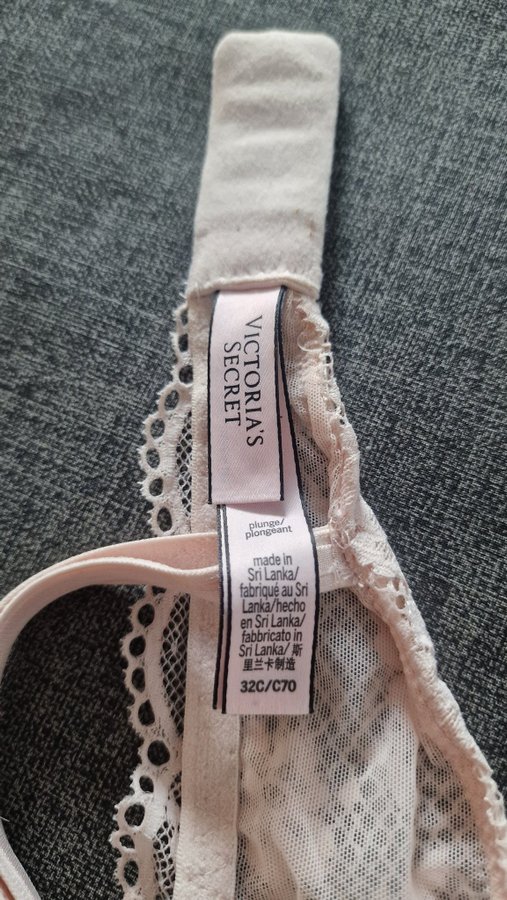 VICTORIA'S
SECRET
plunge/
plongeant
made in
Sri Lanka/
fabriqué au Sri
Lanka/hecho
en Sri Lanka/
fabbricato in
Sri Lanka/ 斯
里兰卡制造
32C/C70